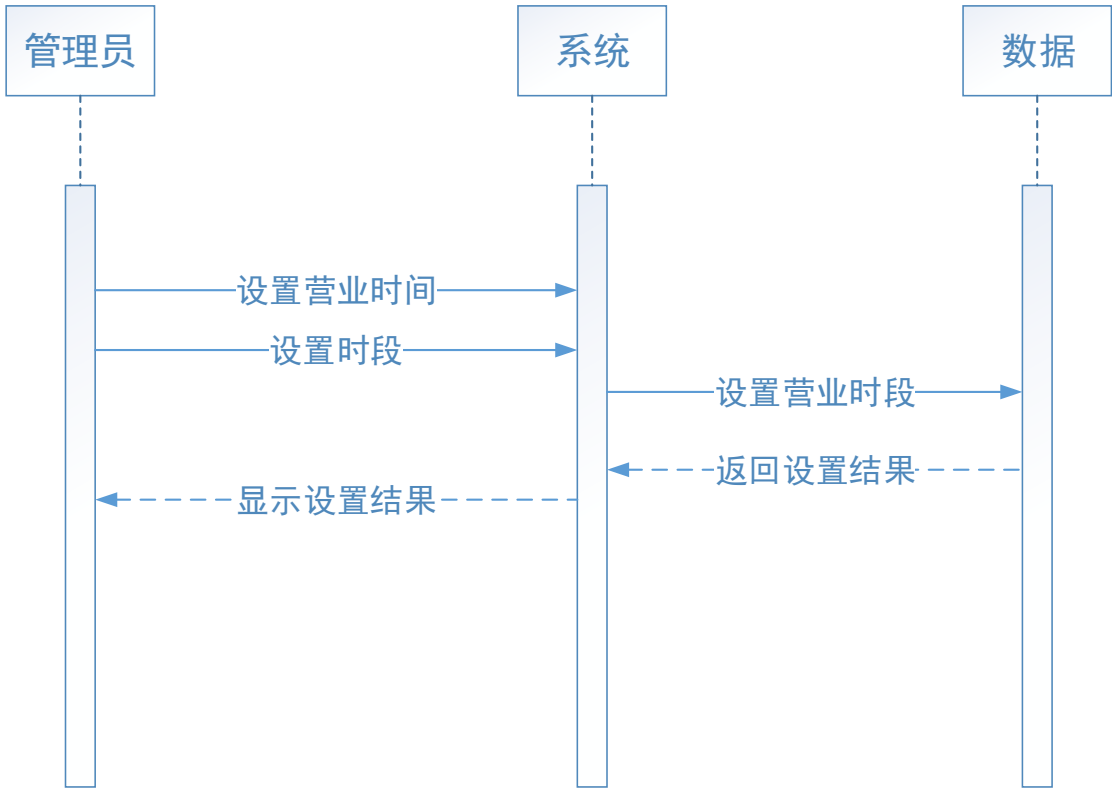 管理员
系统
数据
设置营业时间
设置时段
设置营业时段
返回设置结果
显示设置结果